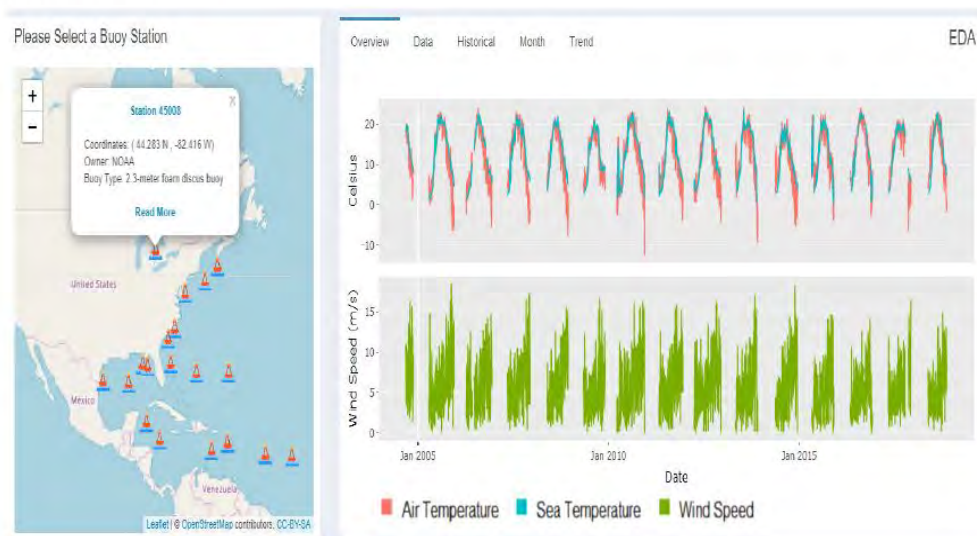 Please Select a Buoy Station
+
−
x
Station 45008
Coordinates: ( 44.283 N , -82.416 W)
Owner: NOAA
Buoy Type: 2.3-meter foam discus buoy
Read More
United States
México
Venezuela
Leaflet | © OpenStreetMap contributors, CC-BY-SA
Overview Data Historical Month Trend EDA
Celsius
20
10
0
-10
Wind Speed (m/s)
15
10
5
0
Jan 2005 Jan 2010 Jan 2015
Date
Air Temperature Sea Temperature Wind Speed